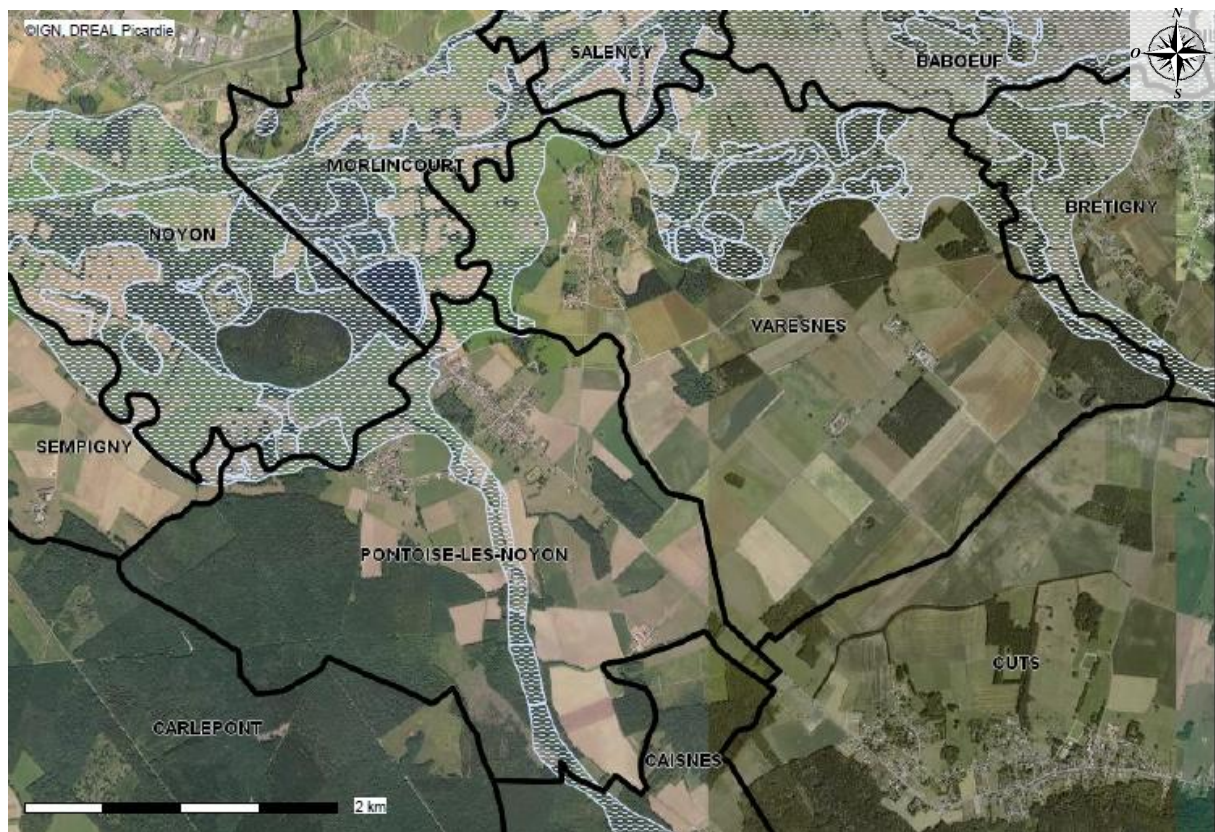 ©IGN, DREAL Picardie
N
O
S
SALENCY
BABOEUF
MORLINCOURT
BRETIGNY
NOYON
VARESNES
SEMPIGNY
PONTOISE-LES-NOYON
CUTS
CARLEPONT
CAISNES
2 km